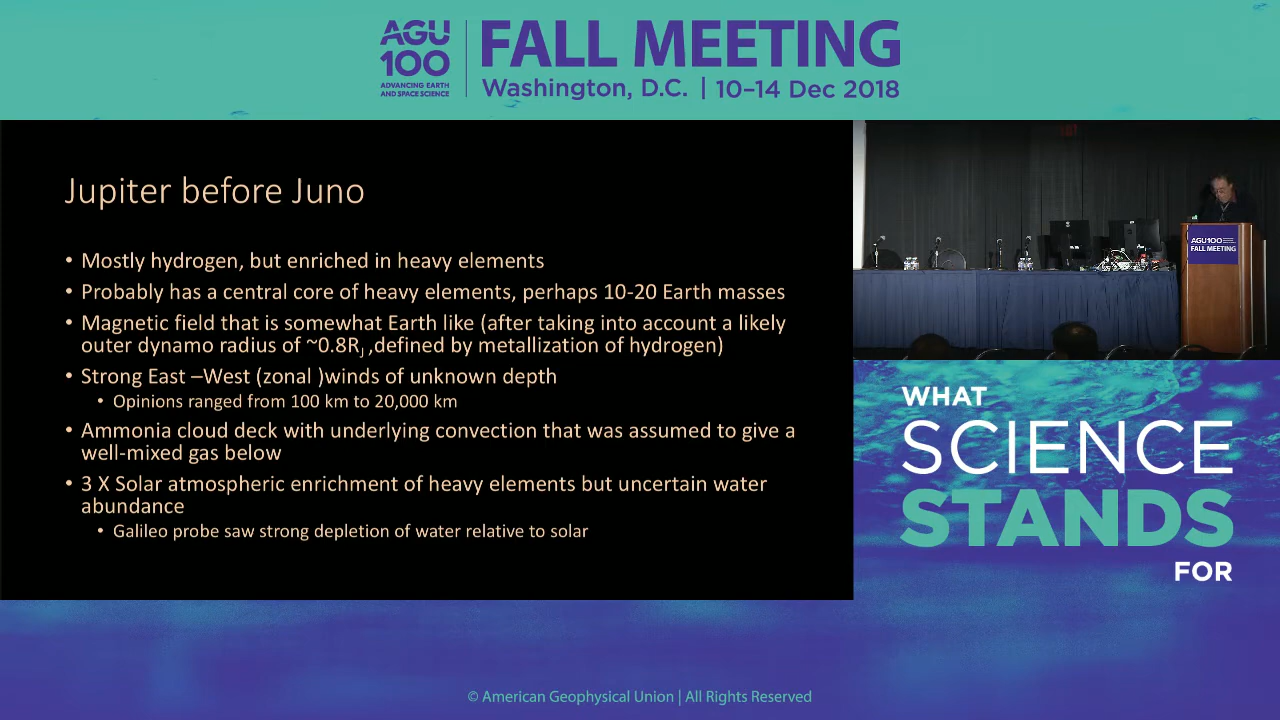 AGU
100
ADVANCING EARTH
AND SPACE SCIENCE
FALL MEETING
Washington, D.C. | 10–14 Dec 2018
Jupiter before Juno
• Mostly hydrogen, but enriched in heavy elements
• Probably has a central core of heavy elements, perhaps 10-20 Earth masses
• Magnetic field that is somewhat Earth like (after taking into account a likely
outer dynamo radius of ~0.8RJ ,defined by metallization of hydrogen)
• Strong East –West (zonal )winds of unknown depth
• Opinions ranged from 100 km to 20,000 km
• Ammonia cloud deck with underlying convection that was assumed to give a
well-mixed gas below
• 3 X Solar atmospheric enrichment of heavy elements but uncertain water
abundance
• Galileo probe saw strong depletion of water relative to solar
AGU100
FALL MEETING
WHAT
SCIENCE
STANDS
FOR
© American Geophysical Union | All Rights Reserved